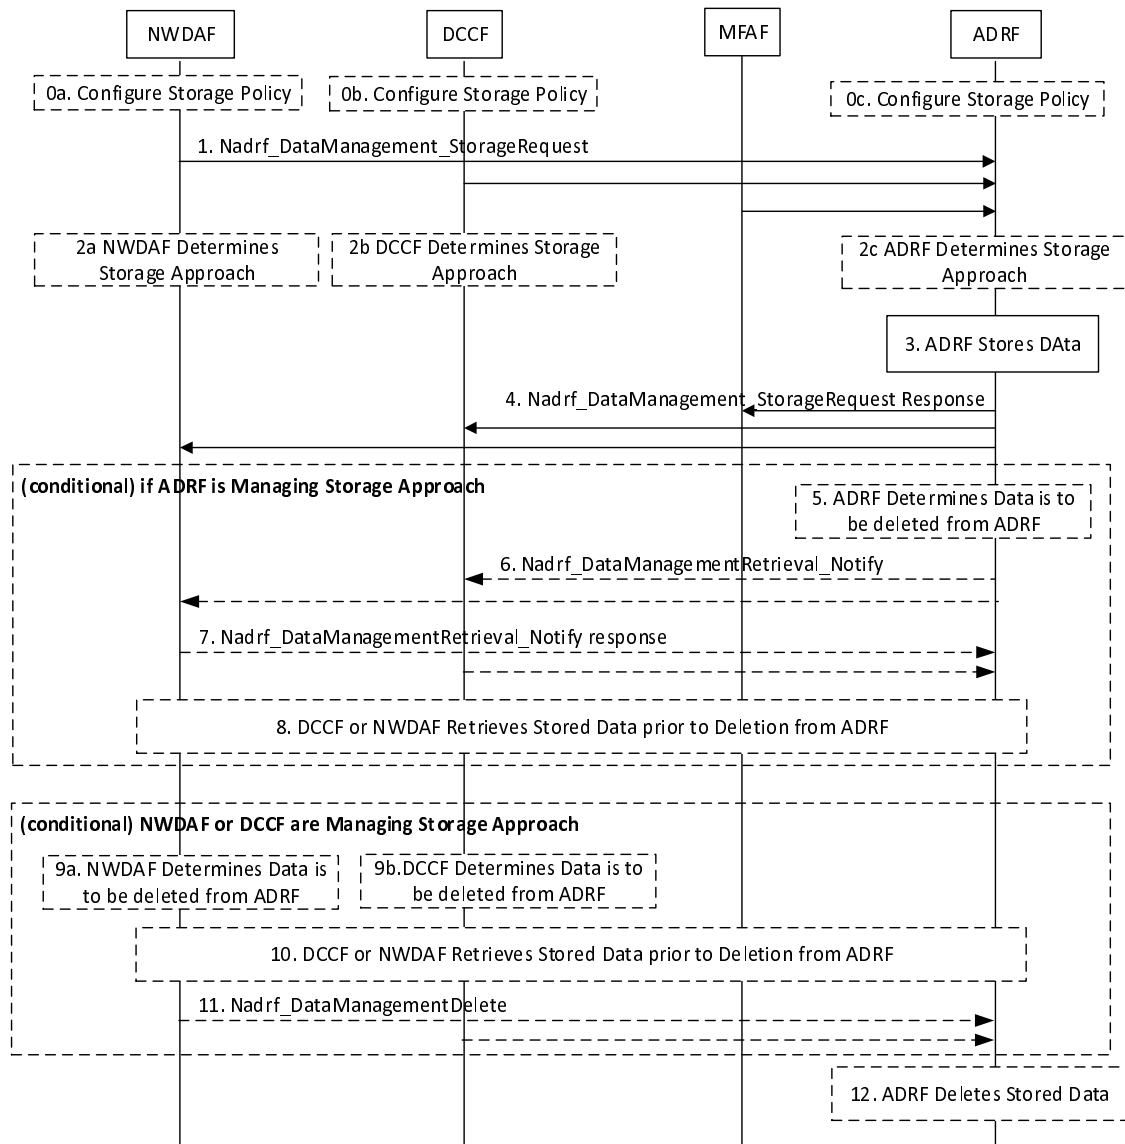 NWDAF
DCCF
MFAF
ADRF
0a. Configure Storage Policy
0b. Configure Storage Policy
0c. Configure Storage Policy
1. Nadrf_DataManagement_StorageRequest
2a NWDAF Determines
Storage Approach
2b DCCF Determines Storage
Approach
2c ADRF Determines Storage
Approach
3. ADRF Stores DAta
4. Nadrf_DataManagement_StorageRequest Response
(conditional) if ADRF is Managing Storage Approach
5. ADRF Determines Data is to
be deleted from ADRF
6. Nadrf_DataManagementRetrieval_Notify
7. Nadrf_DataManagementRetrieval_Notify response
8. DCCF or NWDAF Retrieves Stored Data prior to Deletion from ADRF
(conditional) NWDAF or DCCF are Managing Storage Approach
9a. NWDAF Determines Data is
to be deleted from ADRF
9b.DCCF Determines Data is to
be deleted from ADRF
10. DCCF or NWDAF Retrieves Stored Data prior to Deletion from ADRF
11. Nadrf_DataManagementDelete
12. ADRF Deletes Stored Data